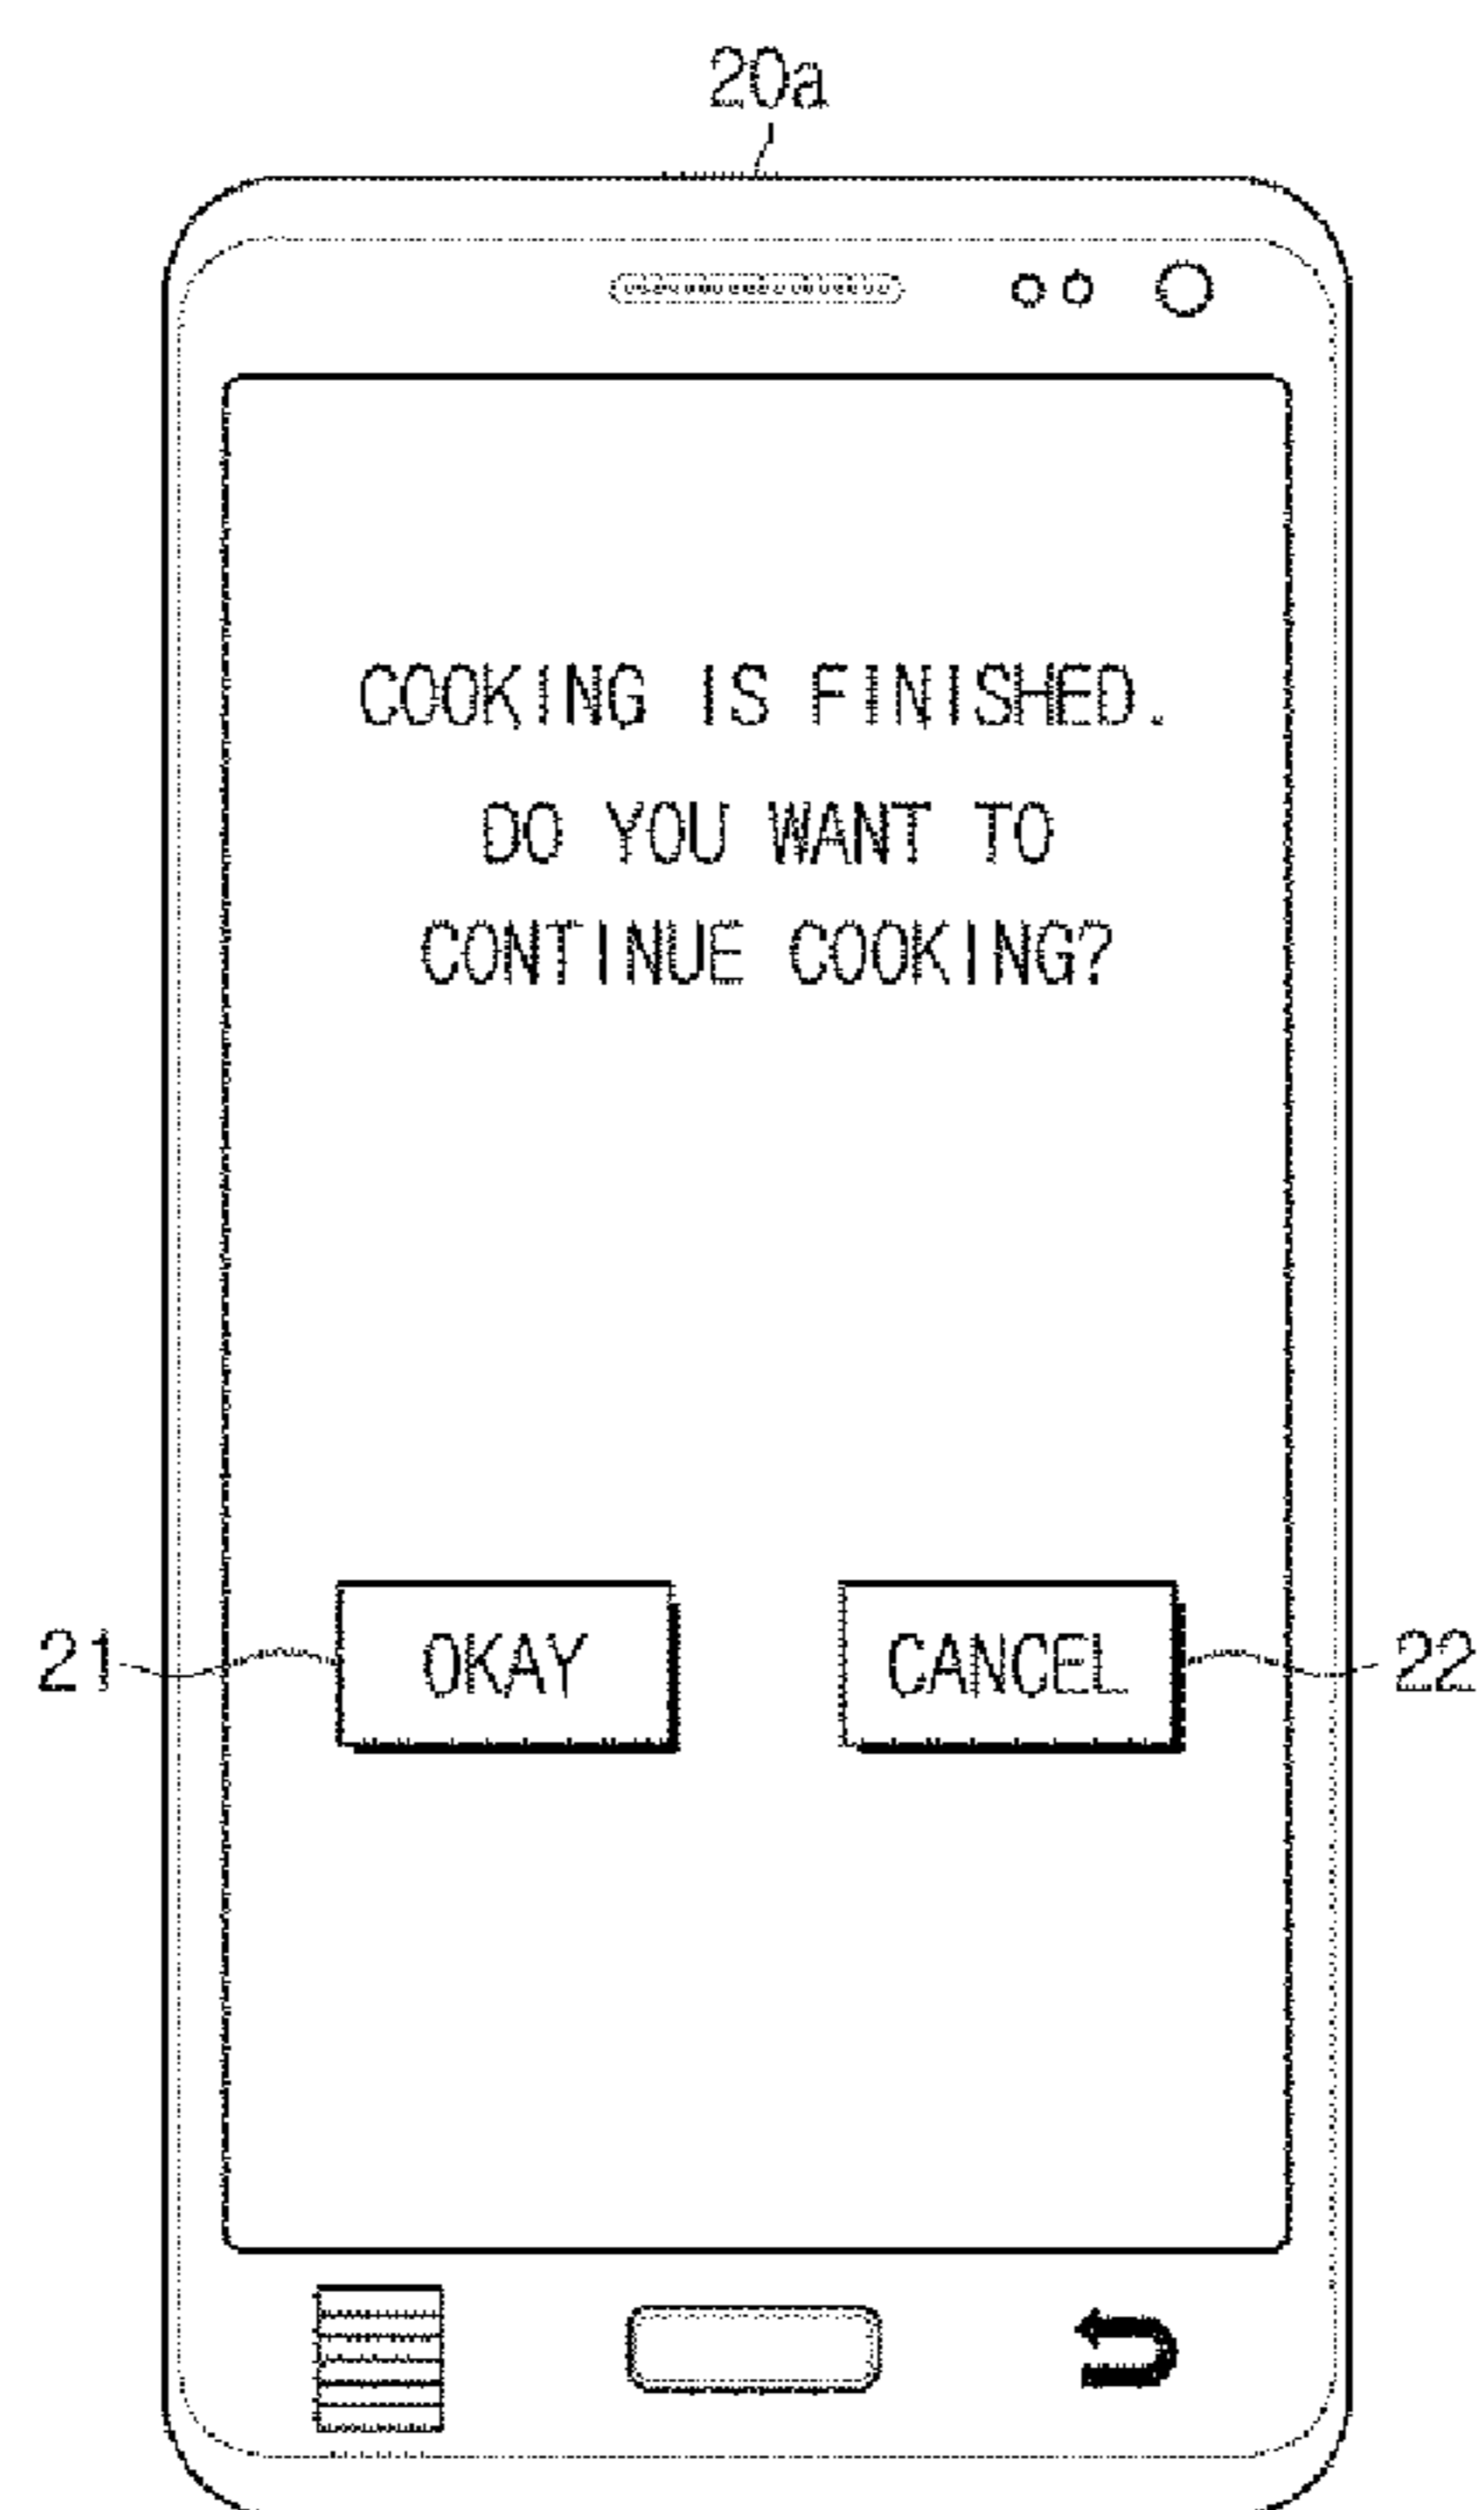 20a
COOKING IS FINISHED.
DO YOU WANT TO
CONTINUE COOKING?
21 OKAY CANCEL 22